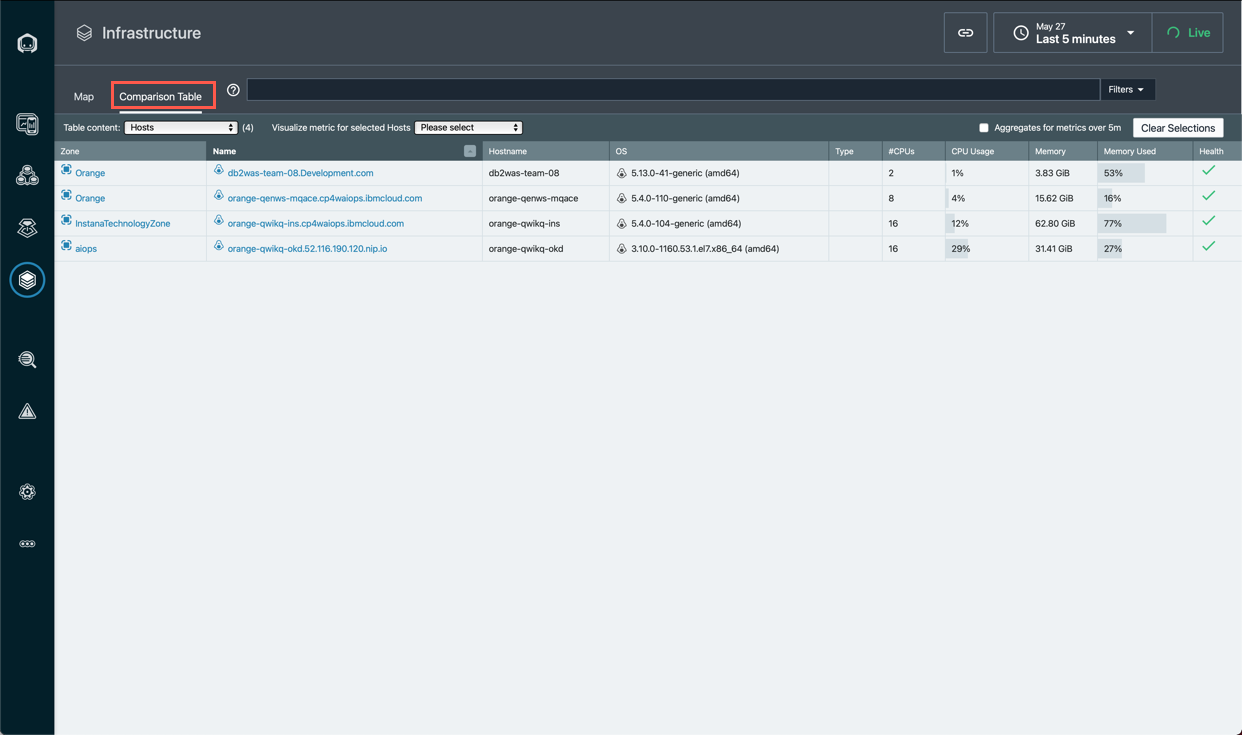 Infrastructure
May 27
Last 5 minutes
Live
Map
Comparison Table
?
Filters
Table content: Hosts (4) Visualize metric for selected Hosts Please select Aggregates for metrics over 5m Clear Selections
Zone Name Hostname OS Type #CPUs CPU Usage Memory Memory Used Health
Orange db2was-team-08.Development.com db2was-team-08 5.13.0-41-generic (amd64) 2 1% 3.83 GiB 53%
Orange orange-qenws-mqace.cp4waiops.ibmcloud.com orange-qenws-mqace 5.4.0-110-generic (amd64) 8 4% 15.62 GiB 16%
InstanaTechnologyZone orange-qwikq-ins.cp4waiops.ibmcloud.com orange-qwikq-ins 5.4.0-104-generic (amd64) 16 12% 62.80 GiB 77%
aiops orange-qwikq-okd.52.116.190.120.nip.io orange-qwikq-okd 3.10.0-1160.53.1.el7.x86_64 (amd64) 16 29% 31.41 GiB 27%